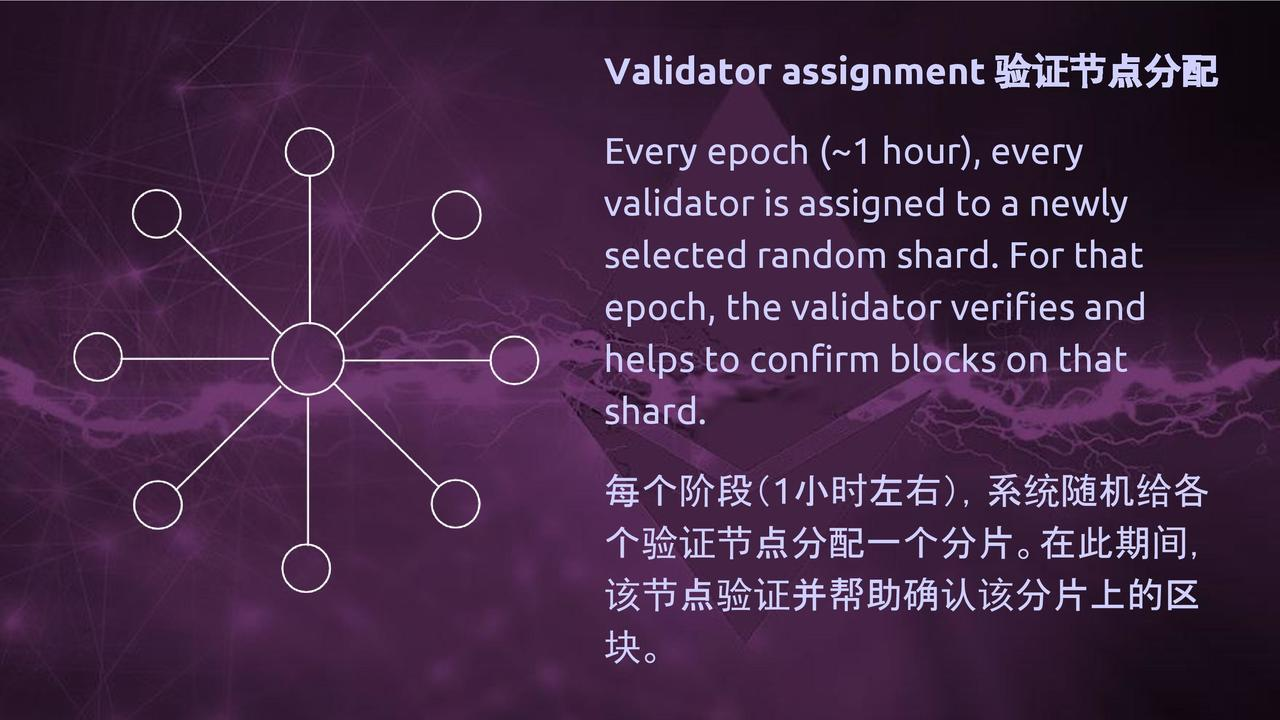 Validator assignment 验证节点分配
Every epoch (~1 hour), every
validator is assigned to a newly
selected random shard. For that
epoch, the validator verifies and
helps to confirm blocks on that
shard.
每个阶段（1小时左右），系统随机给各
个验证节点分配一个分片。在此期间，
该节点验证并帮助确认该分片上的区
块。